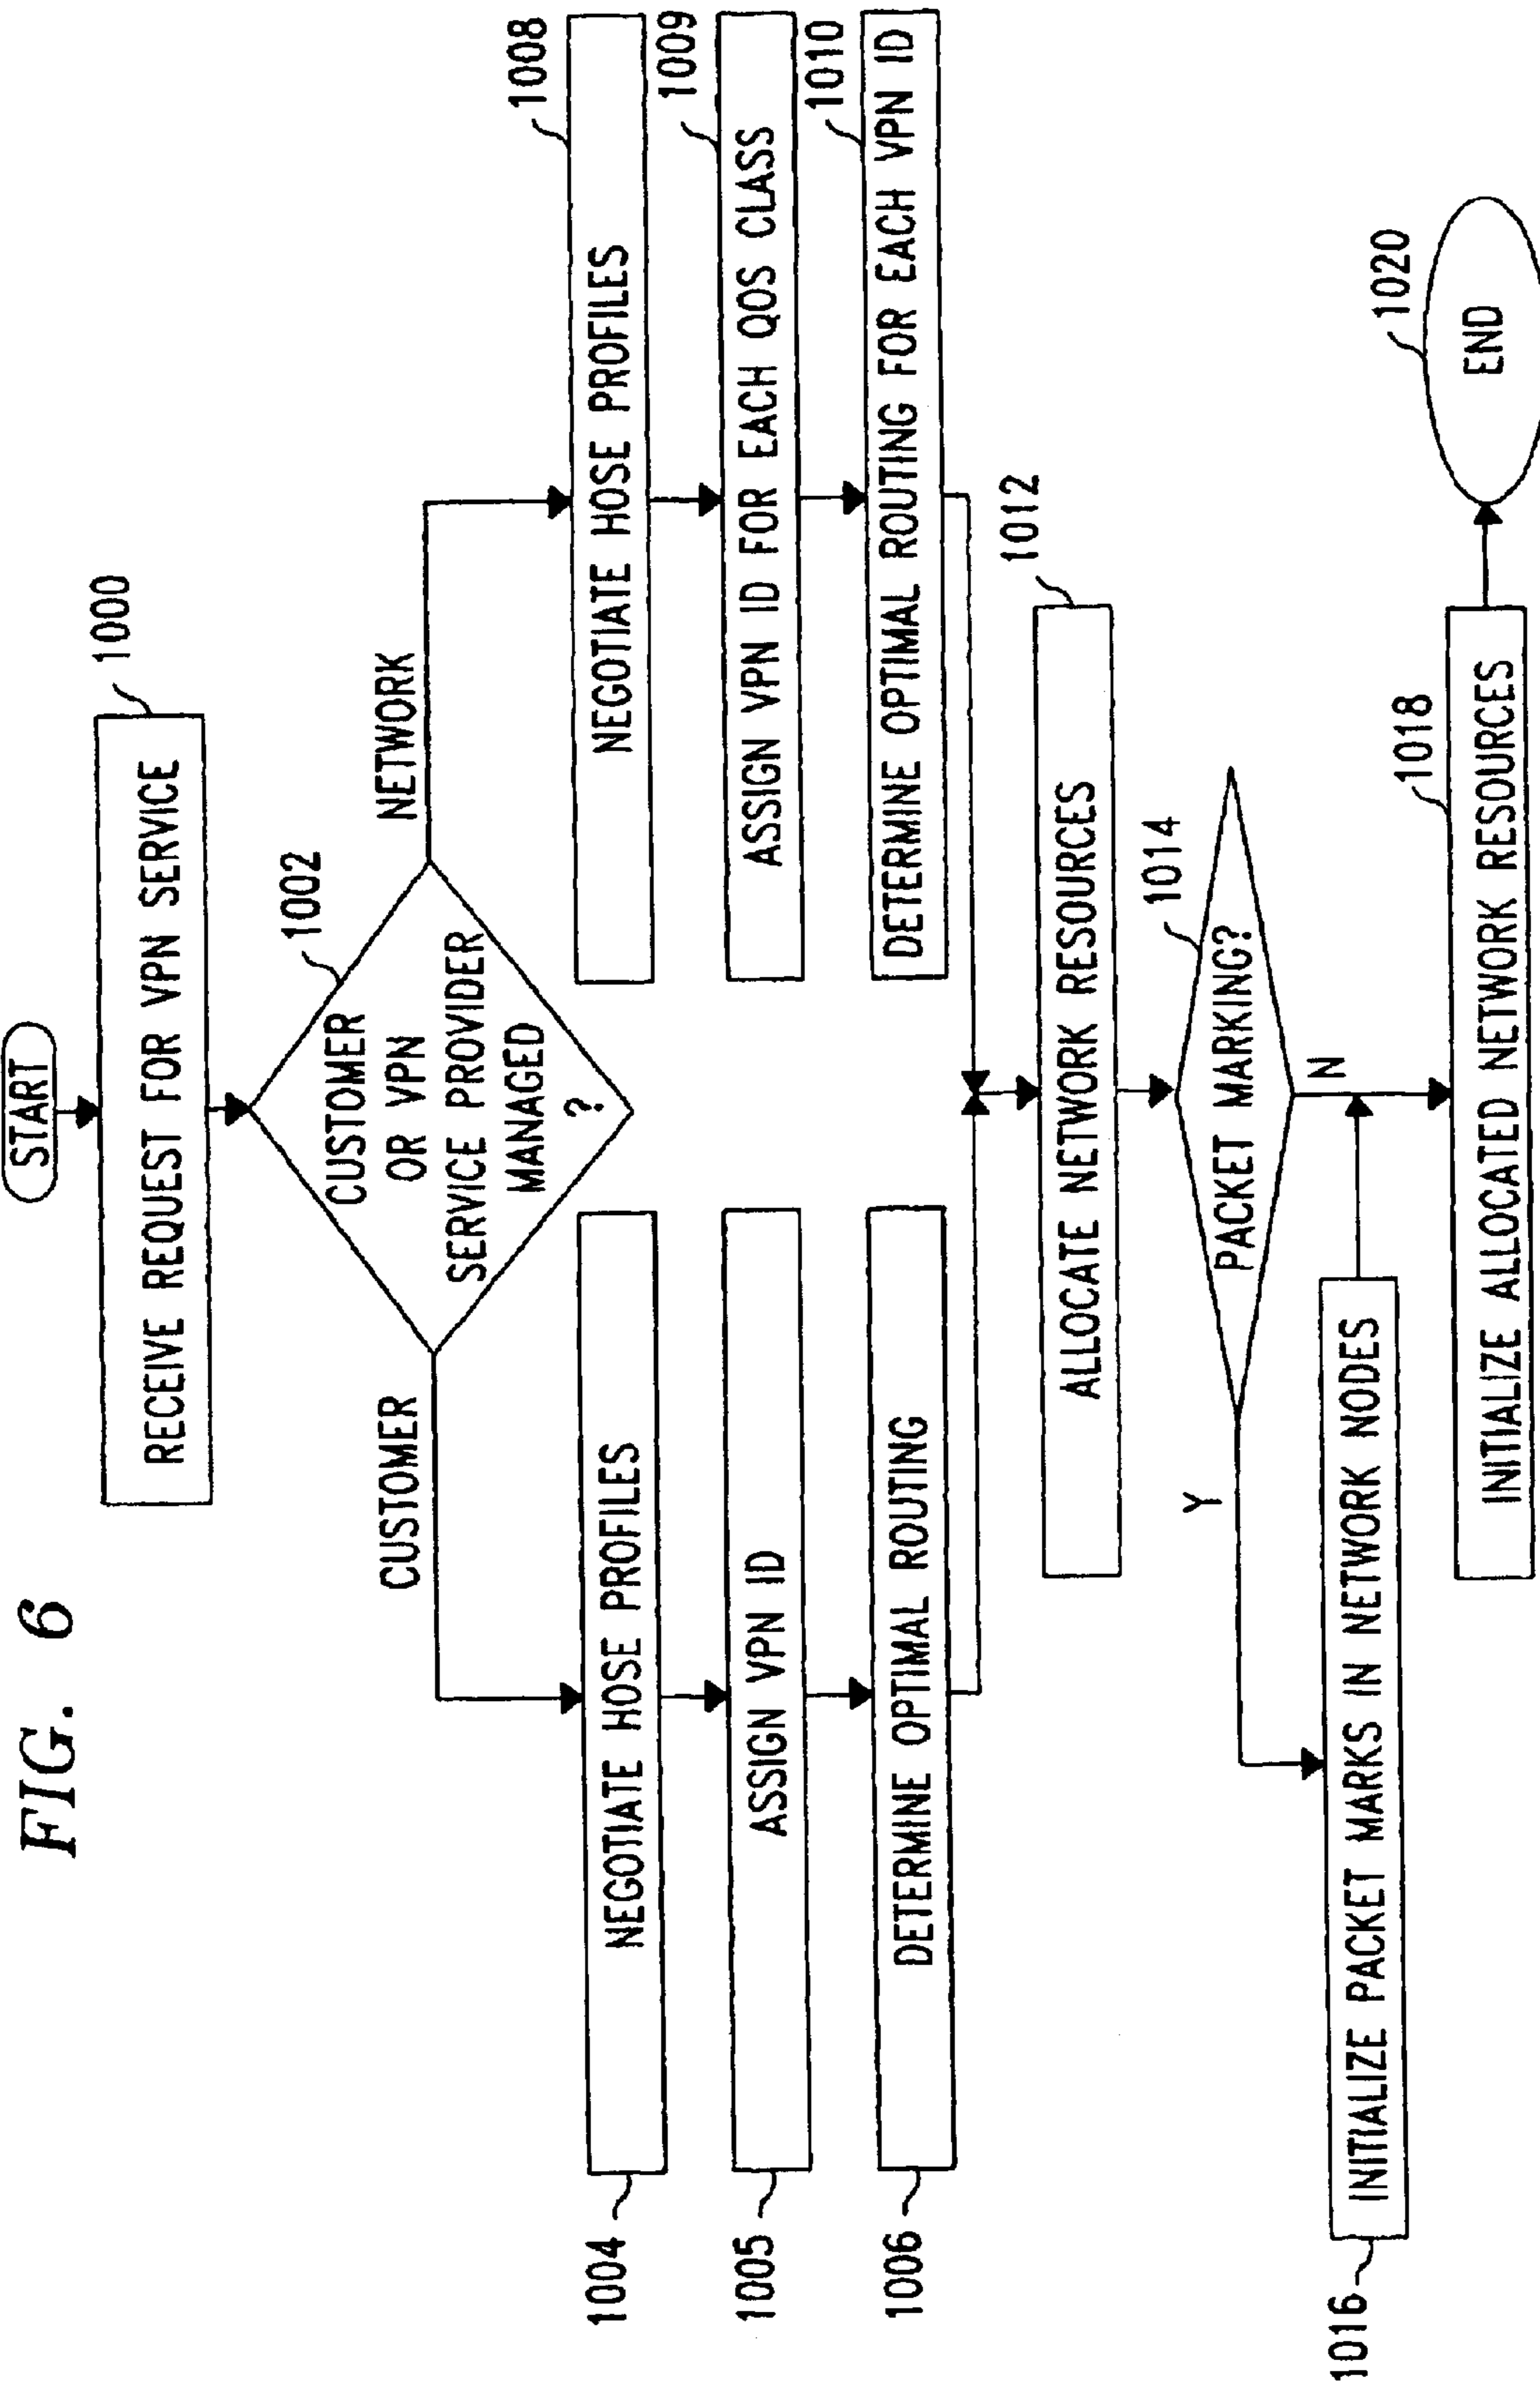 FIG. 6
START
RECEIVE REQUEST FOR VPN SERVICE
1000
1002
CUSTOMER
OR VPN
SERVICE PROVIDER
MANAGED
?
CUSTOMER
NETWORK
1004
NEGOTIATE HOSE PROFILES
1005
ASSIGN VPN ID
1006
DETERMINE OPTIMAL ROUTING
1008
NEGOTIATE HOSE PROFILES
1009
ASSIGN VPN ID FOR EACH QOS CLASS
1010
DETERMINE OPTIMAL ROUTING FOR EACH VPN ID
1012
ALLOCATE NETWORK RESOURCES
1014
PACKET MARKING?
Y
N
1016
INITIALIZE PACKET MARKS IN NETWORK NODES
1018
INITIALIZE ALLOCATED NETWORK RESOURCES
1020
END